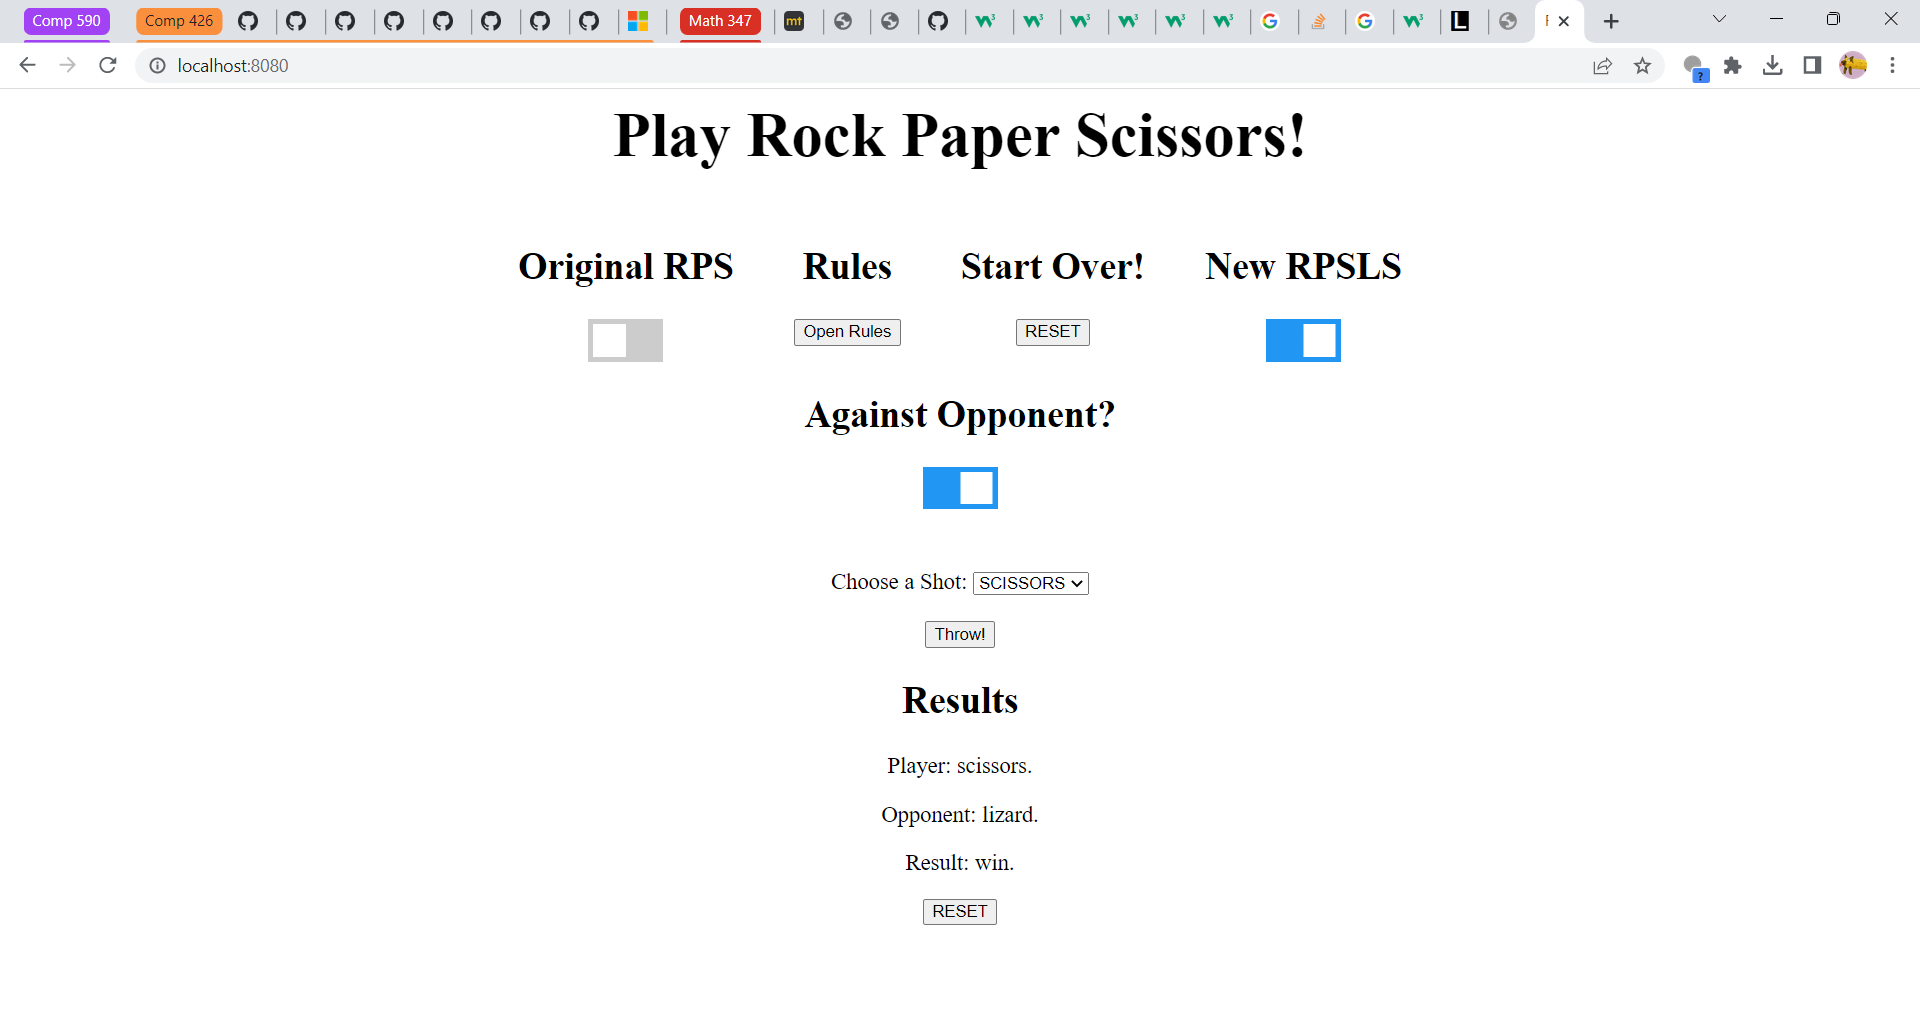 Comp 590
Comp 426
Math 347
mt
L
localhost:8080
?
Play Rock Paper Scissors!
Original RPS
Rules
Start Over!
New RPSLS
Open Rules
RESET
Against Opponent?
Choose a Shot: SCISSORS
Throw!
Results
Player: scissors.
Opponent: lizard.
Result: win.
RESET